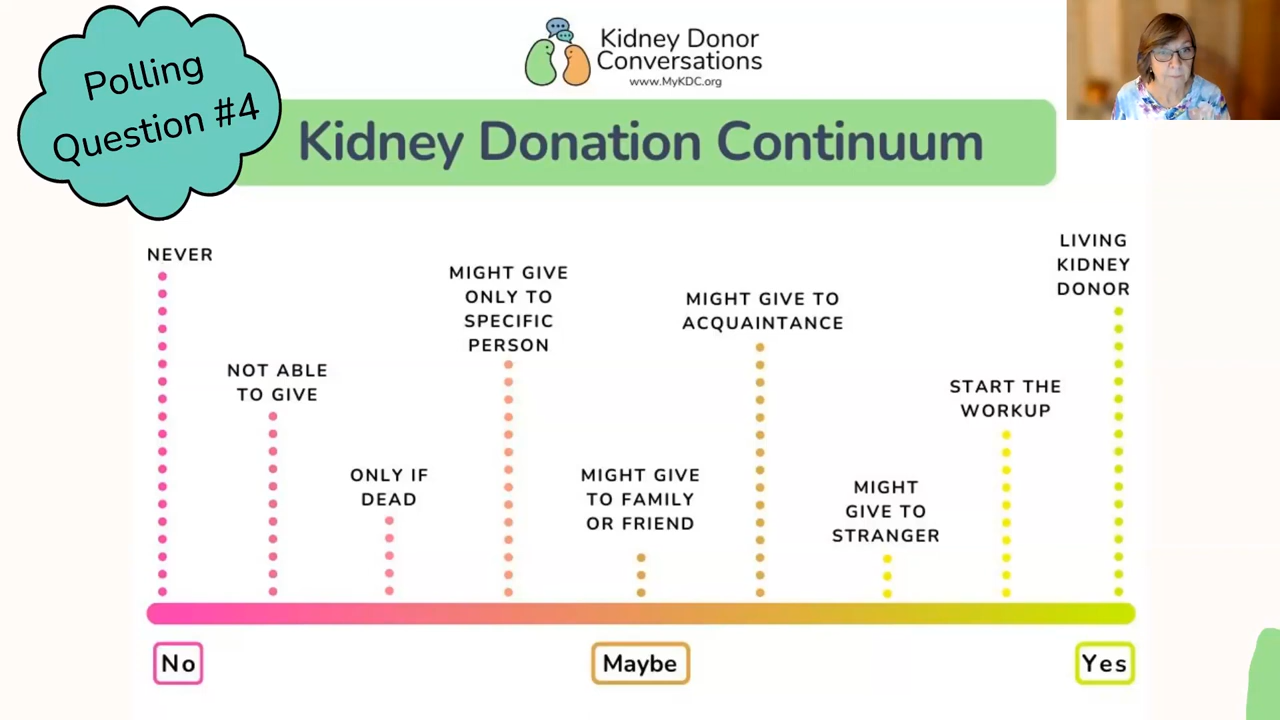 Polling
Question #4
Kidney Donor
Conversations
www.MyKDC.org
Kidney Donation Continuum
NEVER
NOT ABLE
TO GIVE
ONLY IF
DEAD
MIGHT GIVE
ONLY TO
SPECIFIC
PERSON
MIGHT GIVE
TO FAMILY
OR FRIEND
MIGHT GIVE TO
ACQUAINTANCE
MIGHT
GIVE TO
STRANGER
START THE
WORKUP
LIVING
KIDNEY
DONOR
No
Maybe
Yes